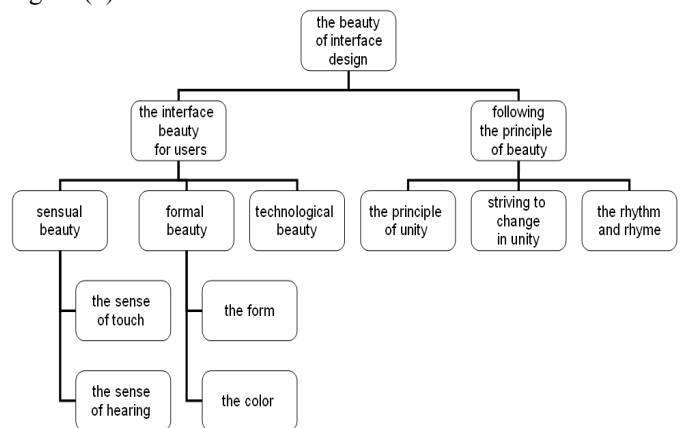 the beauty
of interface
design
the interface
beauty
for users
following
the principle
of beauty
sensual
beauty
formal
beauty
technological
beauty
the principle
of unity
striving to
change
in unity
the rhythm
and rhyme
the sense
of touch
the form
the sense
of hearing
the color